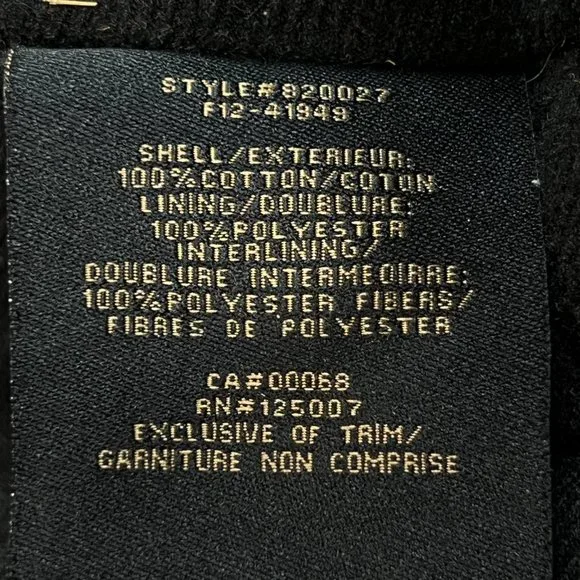 STYLE#820027
F12-41949
SHELL/EXTERIEUR:
100%COTTON/COTON
LINING/DOUBLURE:
100%POLYESTER
INTERLINING/
DOUBLURE INTERMEDIRRE:
100%POLYESTER FIBERS/
FIBRES DE POLYESTER
CA#00068
RN#125007
EXCLUSIVE OF TRIM/
GARNITURE NON COMPRISE